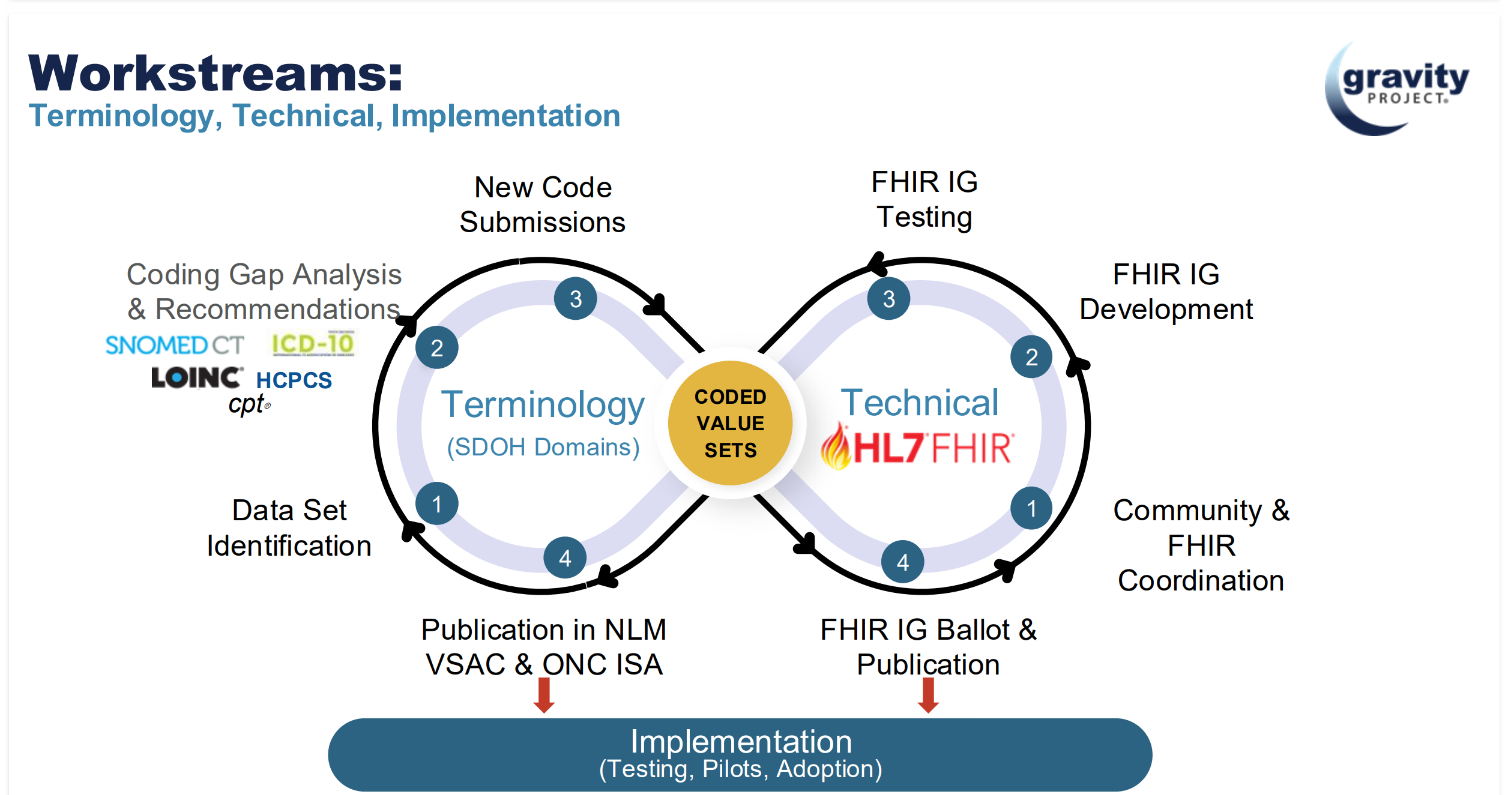 Workstreams:
Terminology, Technical, Implementation
gravity
PROJECT®
New Code
Submissions
FHIR IG
Testing
Coding Gap Analysis
& Recommendations
SNOMED CT
ICD-10
LOINC®
HCPCS
cpt®
FHIR IG
Development
3
3
2
2
Terminology
(SDOH Domains)
CODED
VALUE
SETS
Technical
HL7 FHIR®
1
1
Data Set
Identification
Community &
FHIR
Coordination
4
4
Publication in NLM
VSAC & ONC ISA
FHIR IG Ballot &
Publication
Implementation
(Testing, Pilots, Adoption)